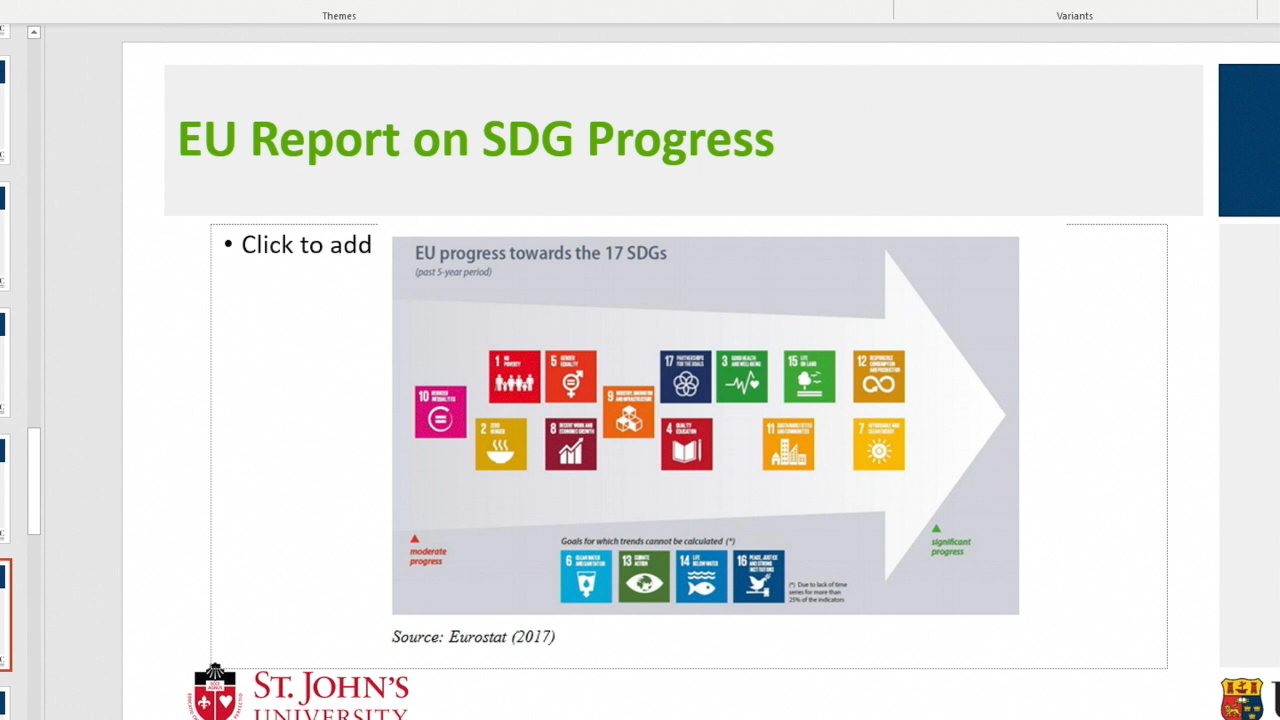 Themes
Variants
EU Report on SDG Progress
• Click to add
EU progress towards the 17 SDGs
(past 5-year period)
1 NO
POVERTY
5 GENDER
EQUALITY
17 PARTNERSHIPS
FOR THE GOALS
3 GOOD HEALTH
AND WELL-BEING
15 LIFE
ON LAND
12 RESPONSIBLE
CONSUMPTION
AND PRODUCTION
10 REDUCED
INEQUALITIES
9 INDUSTRY, INNOVATION
AND INFRASTRUCTURE
2 ZERO
HUNGER
8 DECENT WORK AND
ECONOMIC GROWTH
4 QUALITY
EDUCATION
11 SUSTAINABLE CITIES
AND COMMUNITIES
7 AFFORDABLE AND
CLEAN ENERGY
moderate
progress
significant
progress
Goals for which trends cannot be calculated (*)
6 CLEAN WATER
AND SANITATION
13 CLIMATE
ACTION
14 LIFE
BELOW WATER
16 PEACE, JUSTICE
AND STRONG
INSTITUTIONS
(*) Due to lack of time
series for more than
25% of the indicators
Source: Eurostat (2017)
ST. JOHN'S
UNIVERSITY